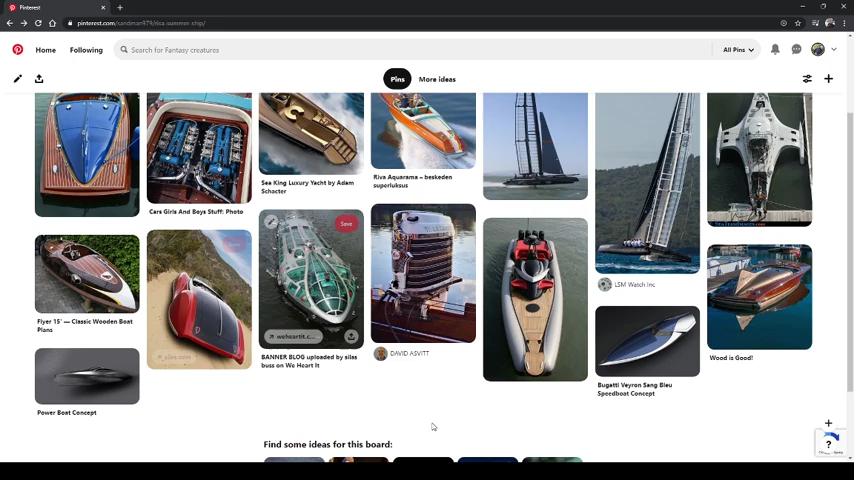 Pinterest
pinterest.com/sandman979/risa-summer-ship/
Home
Following
Search for Fantasy creatures
All Pins
Pins
More ideas
Cars Girls And Boys Stuff: Photo
Sea King Luxury Yacht by Adam
Schacter
Riva Aquarama – beskeden
superluksus
Save
LSM Watch Inc
Flyer 15' — Classic Wooden Boat
Plans
weheartit.c...
BANNER BLOG uploaded by silas
buss on We Heart It
DAVID ASVITT
Wood is Good!
Bugatti Veyron Sang Bleu
Speedboat Concept
Power Boat Concept
Find some ideas for this board: